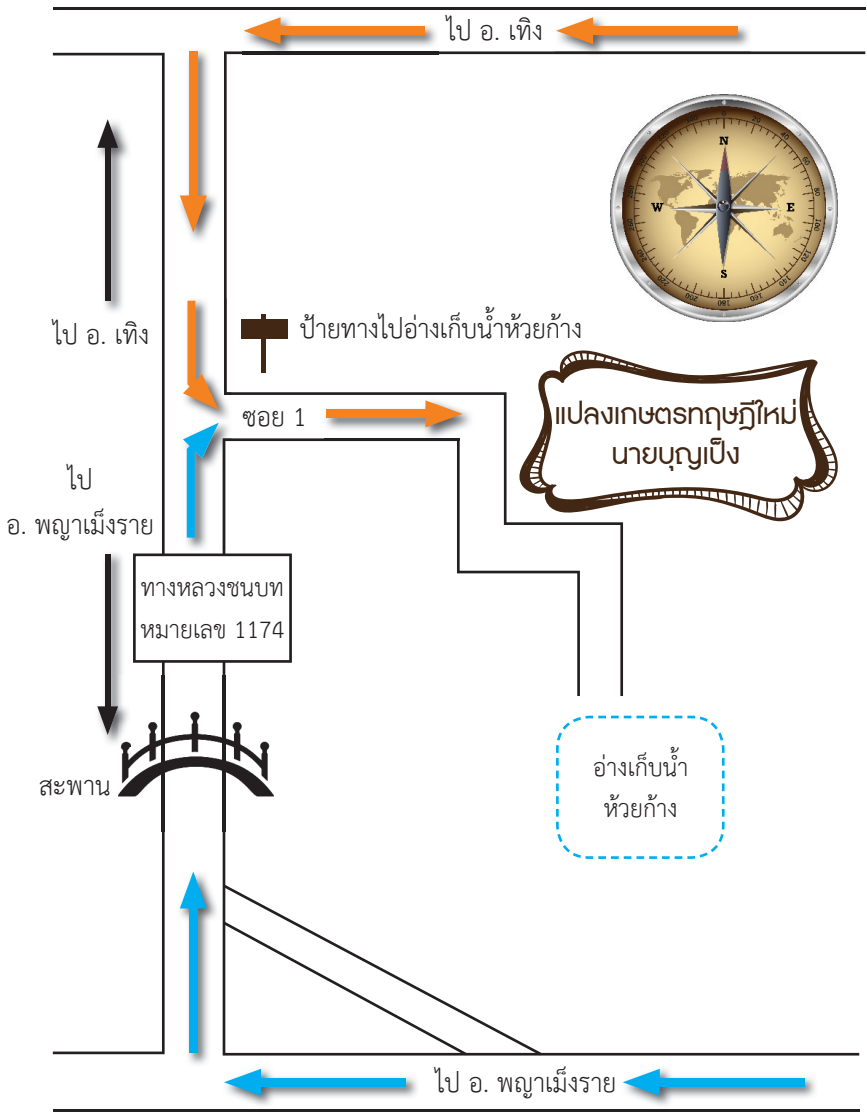 ไป อ. เทิง
N
W
E
S
ไป อ. เทิง
ป้ายทางไปอ่างเก็บน้ำห้วยก้าง
แปลงเกษตรทฤษฎีใหม่
นายบุญเป็ง
ซอย 1
ไป
อ. พญาเม็งราย
ทางหลวงชนบท
หมายเลข 1174
สะพาน
อ่างเก็บน้ำ
ห้วยก้าง
ไป อ. พญาเม็งราย